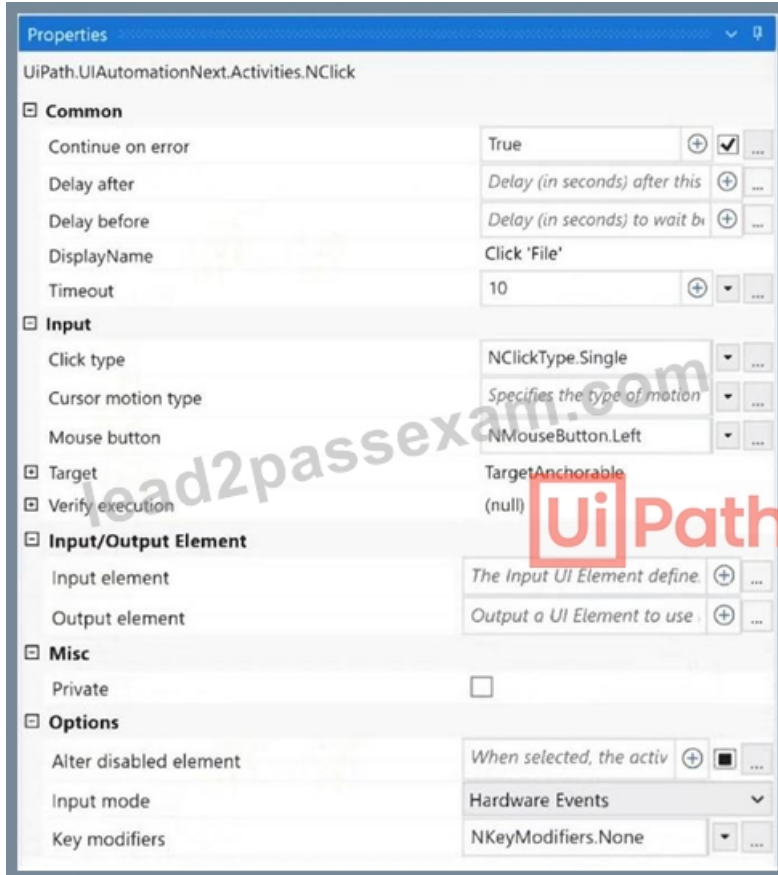 Properties
UiPath.UIAutomationNext.Activities.NClick
Common
Continue on error True ...
Delay after Delay (in seconds) after this ...
Delay before Delay (in seconds) to wait be ...
DisplayName Click 'File'
Timeout 10 ...
Input
Click type NClickType.Single ...
Cursor motion type Specifies the type of motion ...
Mouse button NMouseButton.Left ...
Target TargetAnchorable
Verify execution (null)
lead2passexam.com
UiPath
Input/Output Element
Input element The Input UI Element define. ...
Output element Output a UI Element to use ...
Misc
Private
Options
Alter disabled element When selected, the activ ...
Input mode Hardware Events
Key modifiers NKeyModifiers.None ...